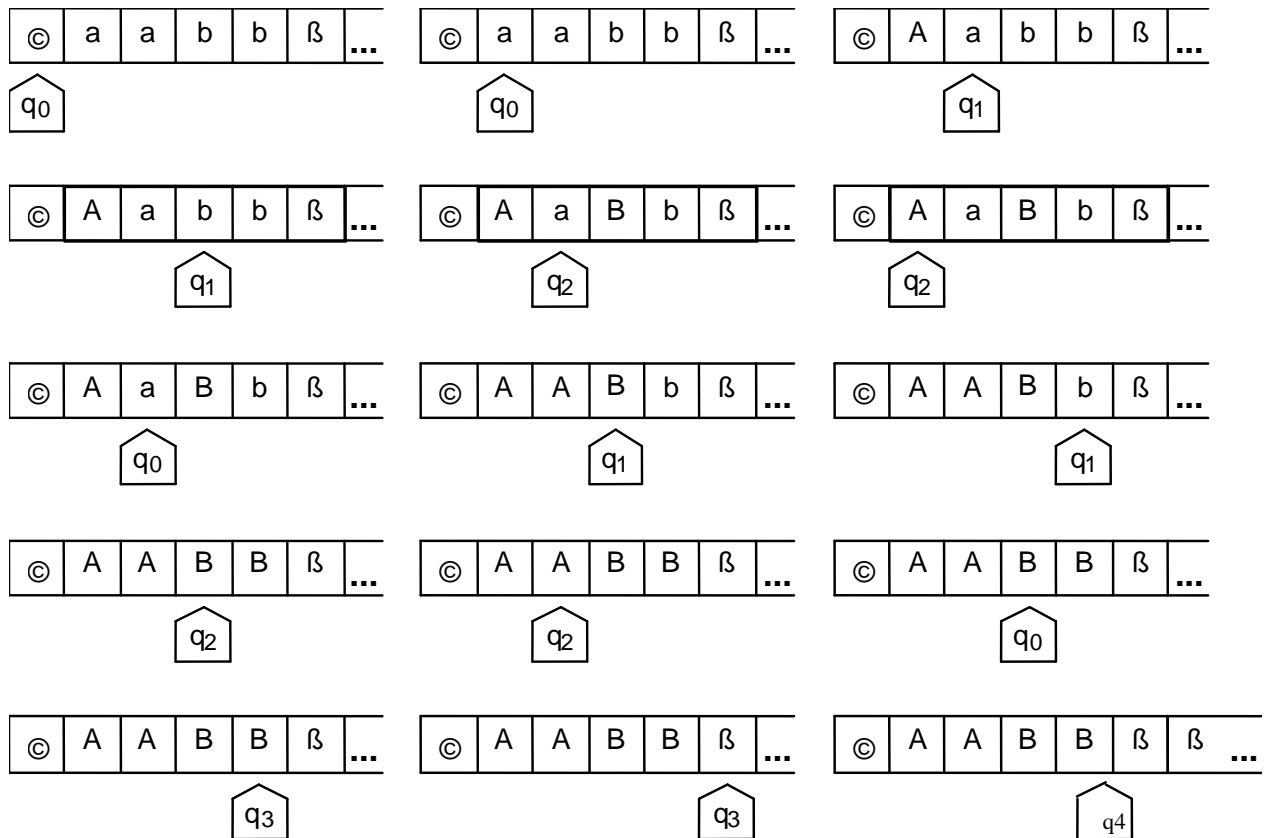 © a a b b ß ...
q0
© a a b b ß ...
q0
© A a b b ß ...
q1
© A a b b ß ...
q1
© A a B b ß ...
q2
© A a B b ß ...
q2
© A a B b ß ...
q0
© A A B b ß ...
q1
© A A B b ß ...
q1
© A A B B ß ...
q2
© A A B B ß ...
q2
© A A B B ß ...
q0
© A A B B ß ...
q3
© A A B B ß ...
q3
© A A B B ß ß ...
q4